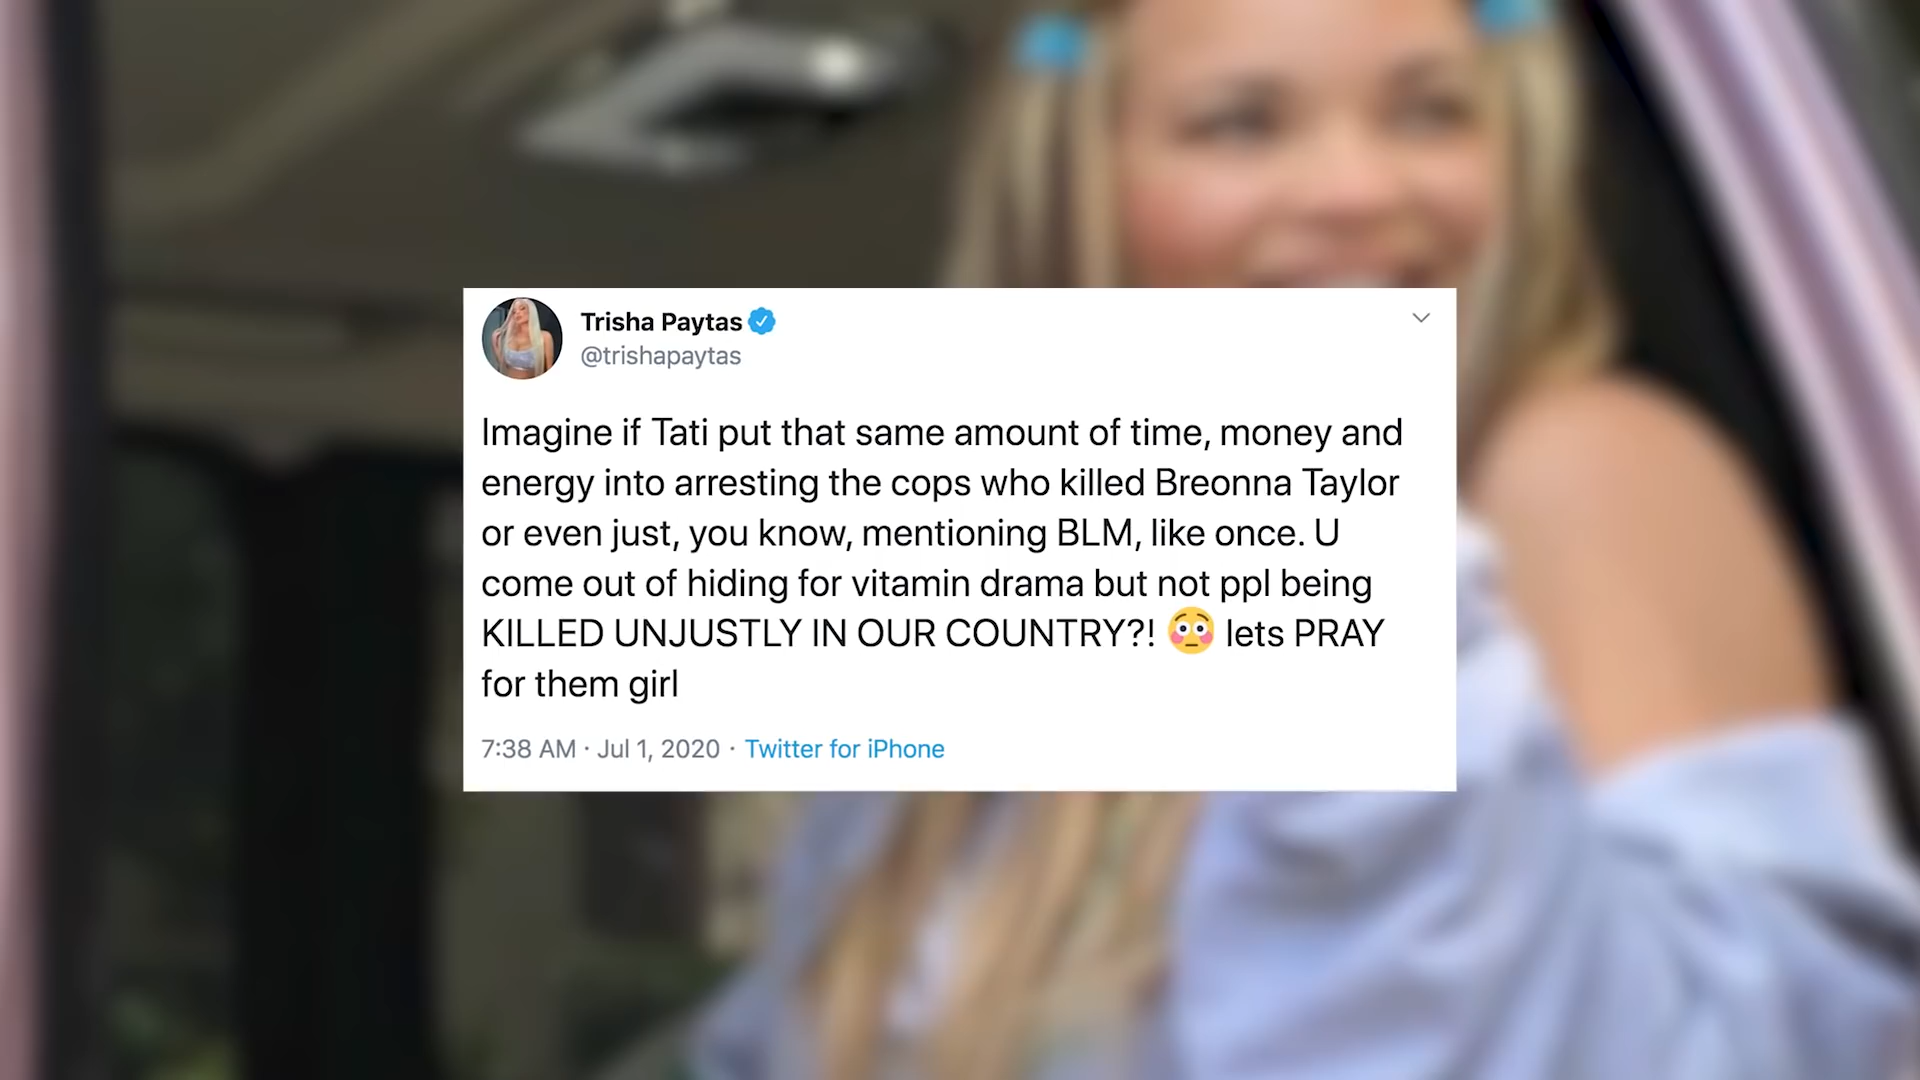 Trisha Paytas
@trishapaytas
Imagine if Tati put that same amount of time, money and
energy into arresting the cops who killed Breonna Taylor
or even just, you know, mentioning BLM, like once. U
come out of hiding for vitamin drama but not ppl being
KILLED UNJUSTLY IN OUR COUNTRY?! 😳 lets PRAY
for them girl
7:38 AM · Jul 1, 2020 · Twitter for iPhone